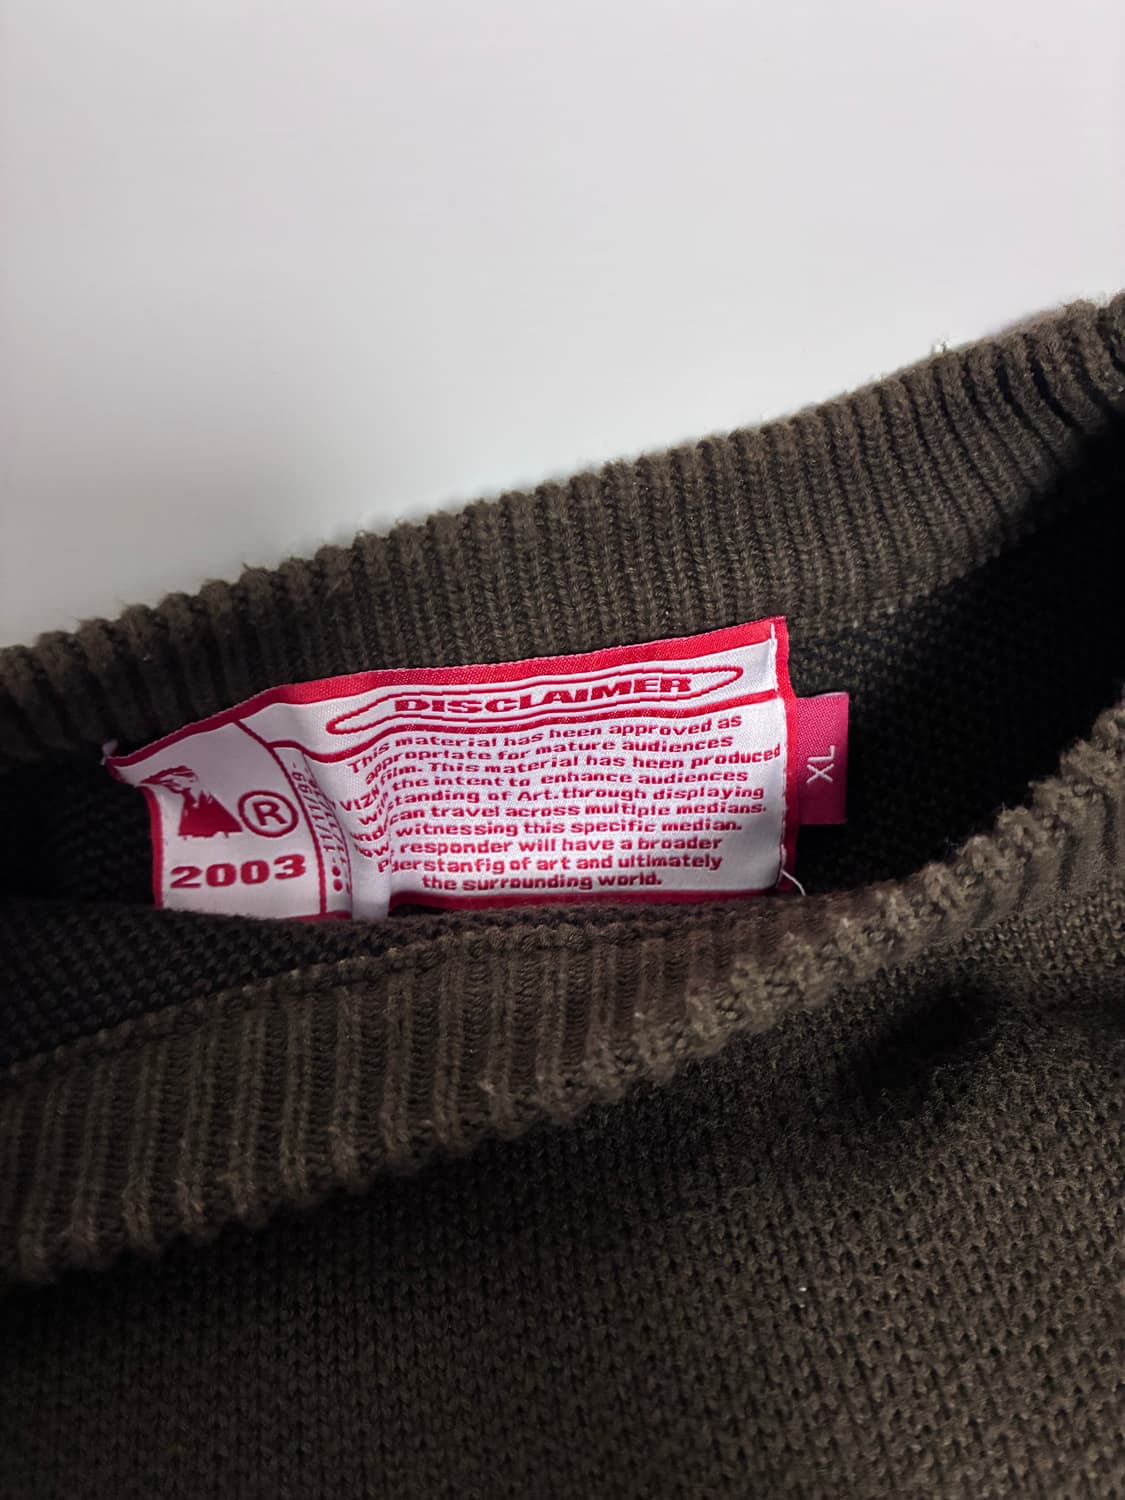 DISCLAIMER
This material has been approved as
appropriate for mature audiences
film. This material has been produced
the intent to enhance audiences
standing of Art. through displaying
can travel across multiple medians.
witnessing this specific median.
responder will have a broader
erstanfig of art and ultimately
the surrounding world.
®
2003
XL